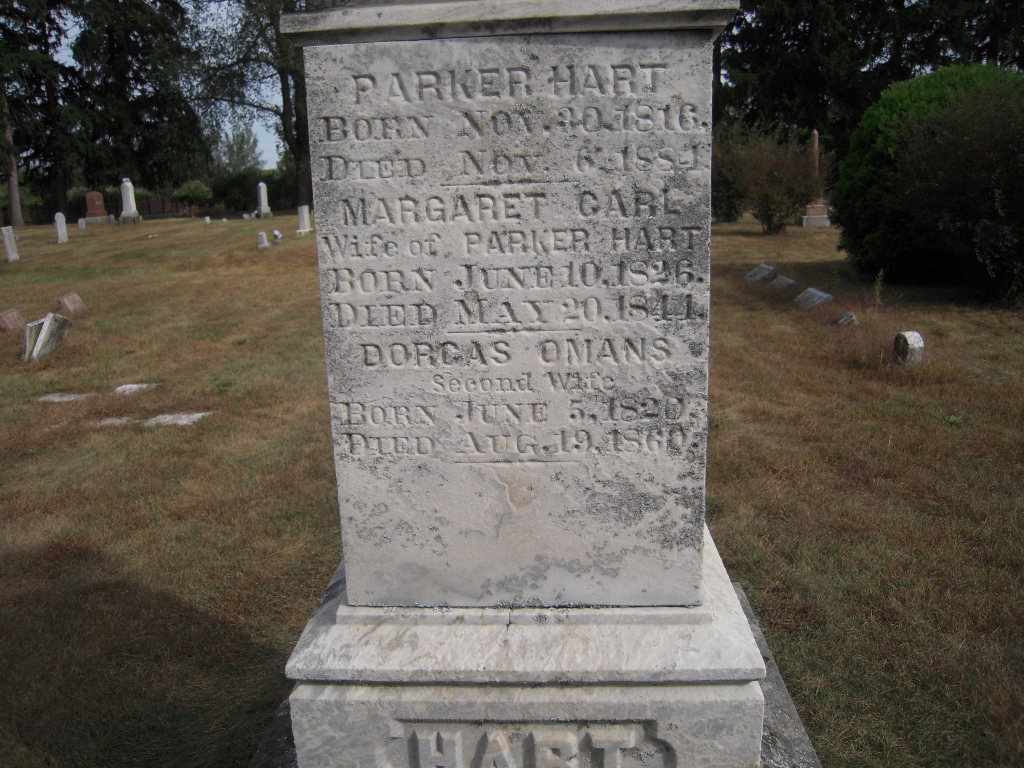 PARKER HART
BORN NOV. 20. 1816.
DIED NOV. 6. 1884.
MARGARET CARL
Wife of PARKER HART
BORN JUNE 10. 1826.
DIED MAY 20. 1844.
DORCAS OMANS
Second Wife
BORN JUNE 5. 1820.
DIED AUG. 19. 1860.
HART